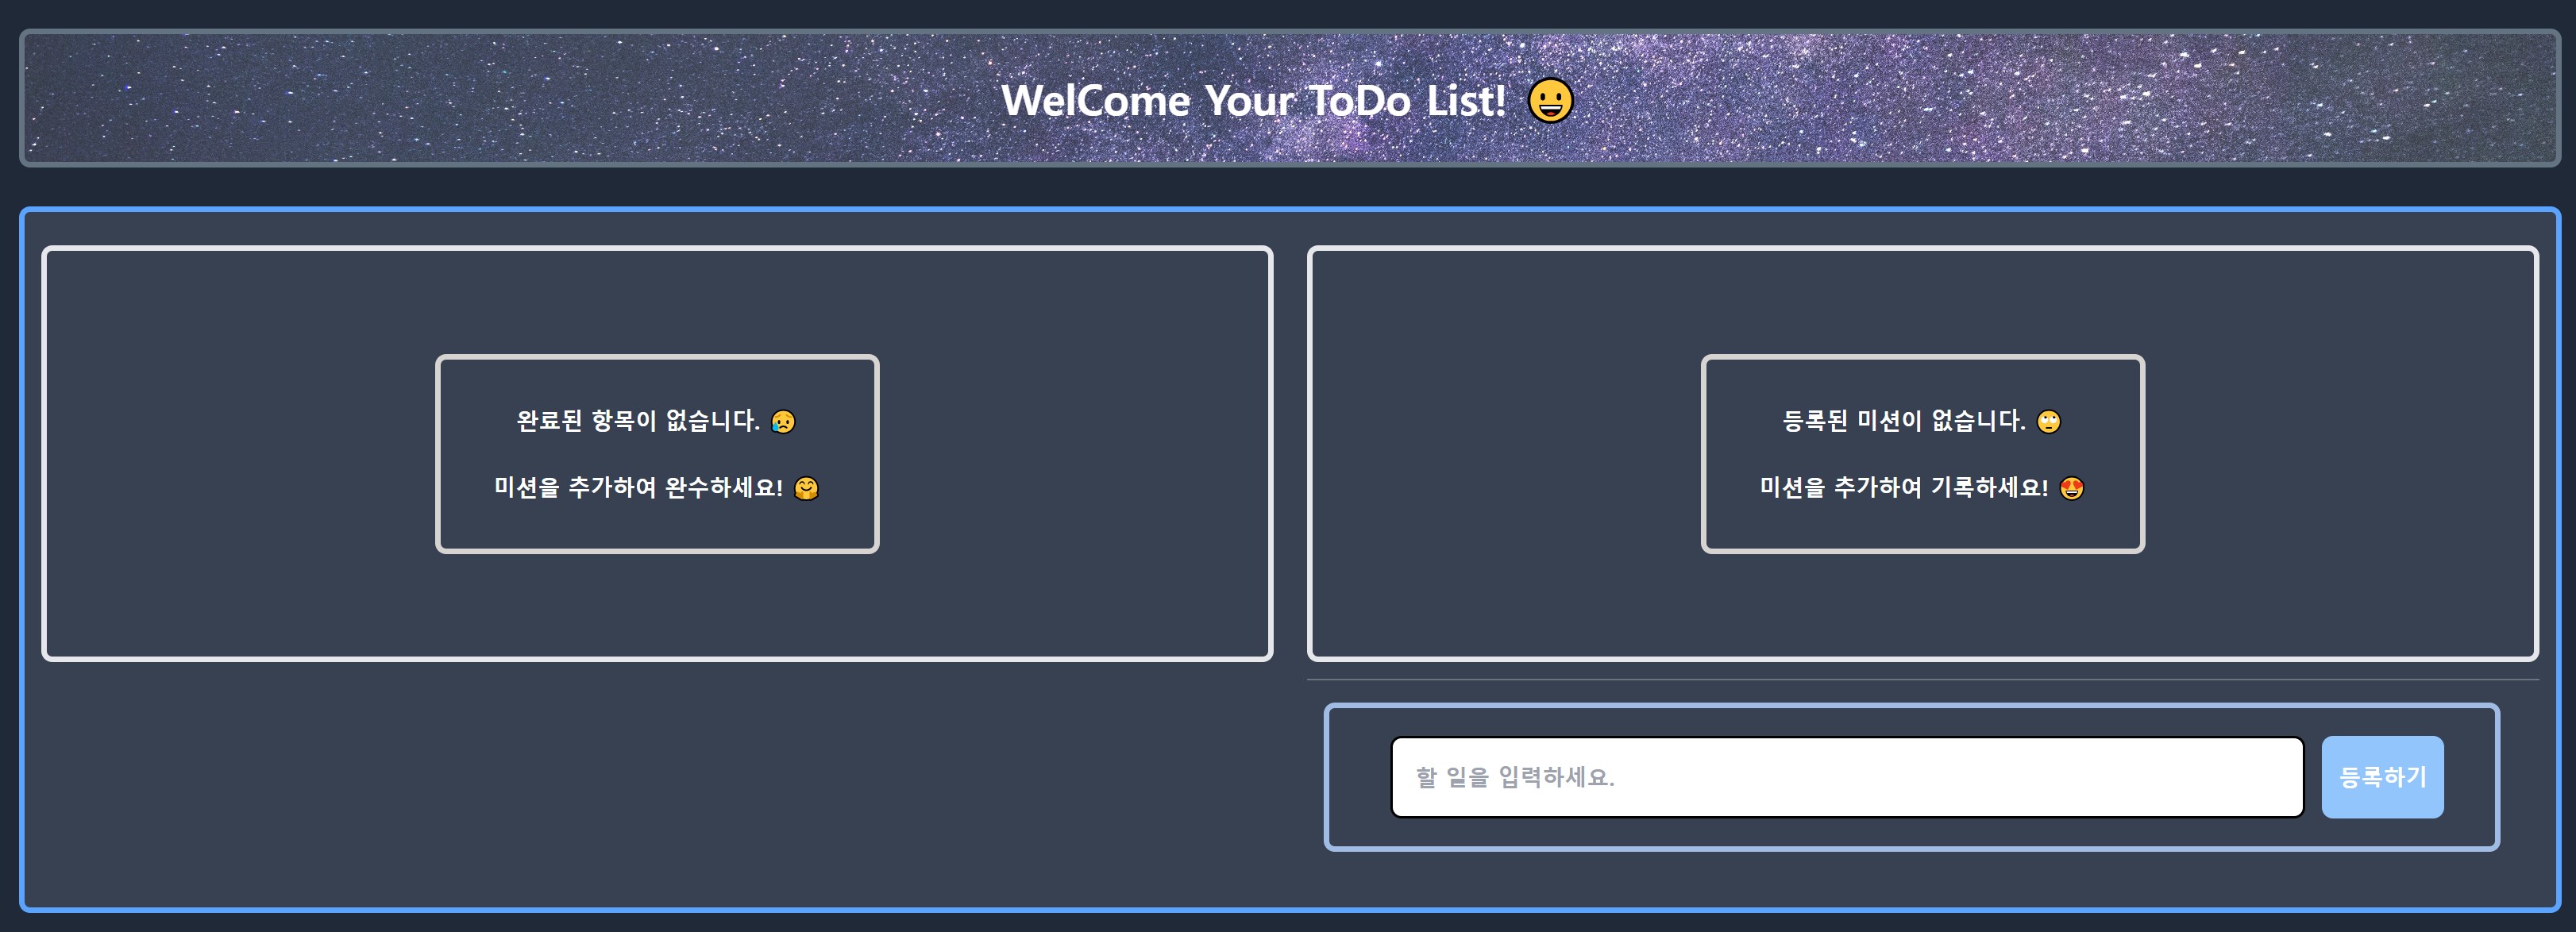 WelCome Your ToDo List! 😀
완료된 항목이 없습니다. 😥
미션을 추가하여 완수하세요! 🤗
등록된 미션이 없습니다. 🙄
미션을 추가하여 기록하세요! 😍
할 일을 입력하세요.
등록하기